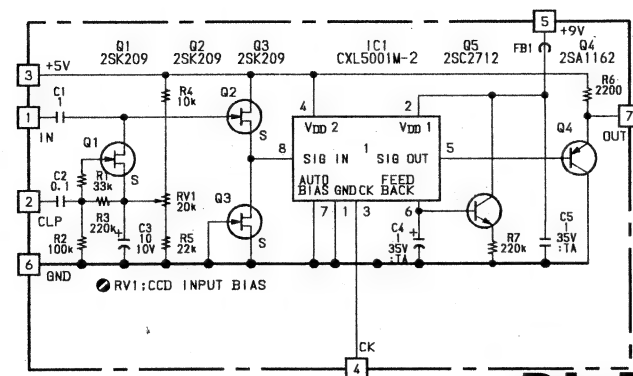 5
+9V
Q1
2SK209
Q2
2SK209
Q3
2SK209
IC1
CXL5001M-2
Q5
2SC2712
FB1
Q4
2SA1162
3
+5V
R4
10k
R6
2200
1
IN
C1
1
Q2
S
4
VDD 2
2
VDD 1
7
OUT
Q1
S
8
SIG IN
1
SIG OUT
5
Q4
C2
0.1
R1
33k
2
CLP
R3
220k
RV1
20k
Q3
S
AUTO
BIAS
GND
CK
FEED
BACK
7
1
3
6
R2
100k
C3
10
10V
+
R5
22k
C4
1
35V
:TA
+
R7
220k
C5
1
35V
:TA
6
GND
RV1:CCD INPUT BIAS
CK
4